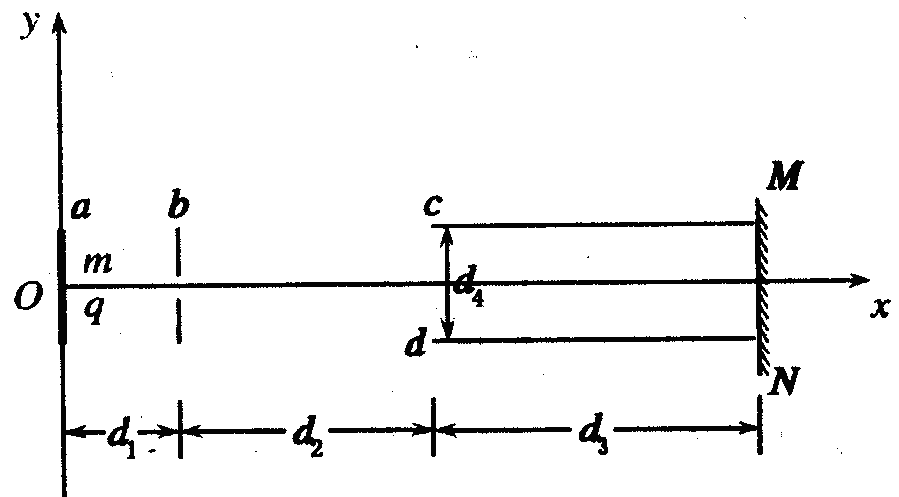 y
M
a b c
m
O q d₄ x
d
N
d₁ d₂ d₃